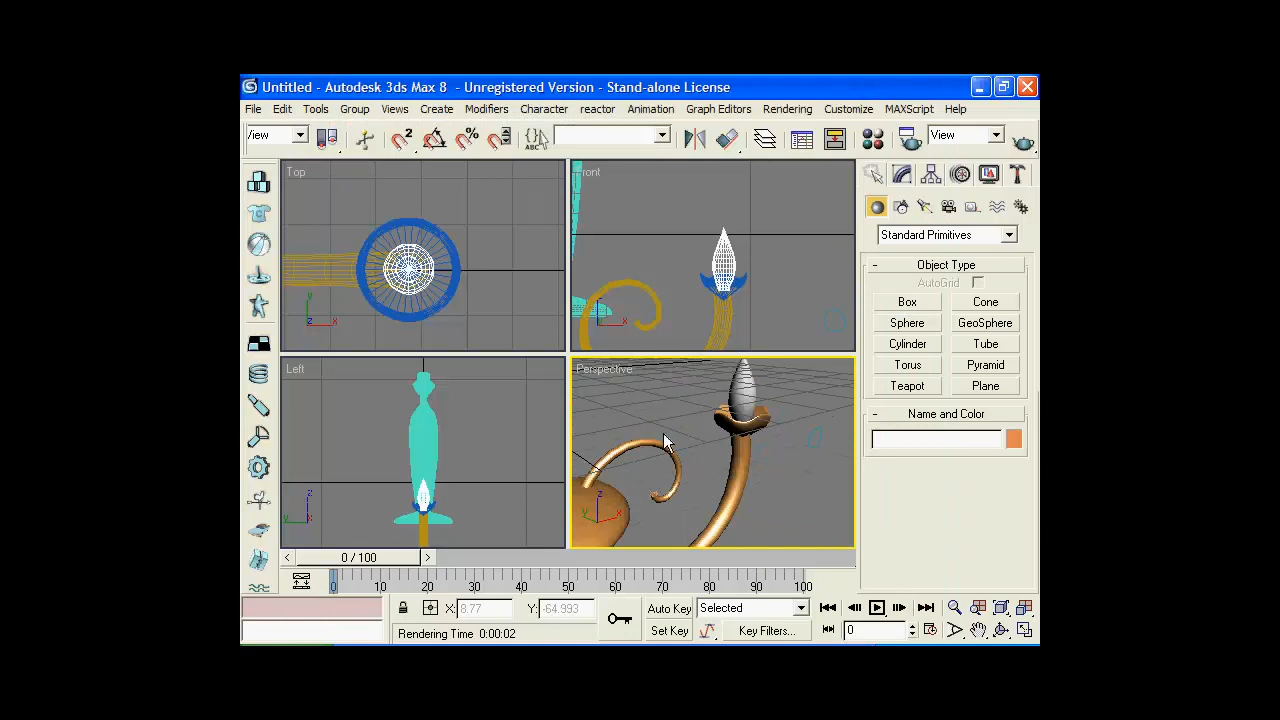 Untitled - Autodesk 3ds Max 8 - Unregistered Version - Stand-alone License
File Edit Tools Group Views Create Modifiers Character reactor Animation Graph Editors Rendering Customize MAXScript Help
View
ABC
View
Top
Front
Standard Primitives
Object Type
AutoGrid
Box Cone
Sphere GeoSphere
Cylinder Tube
Torus Pyramid
Teapot Plane
Left
Perspective
Name and Color
0 / 100
0 10 20 30 40 50 60 70 80 90 100
X: 8.77 Y: -64.993 Auto Key Selected
Rendering Time 0:00:02 Set Key Key Filters... 0